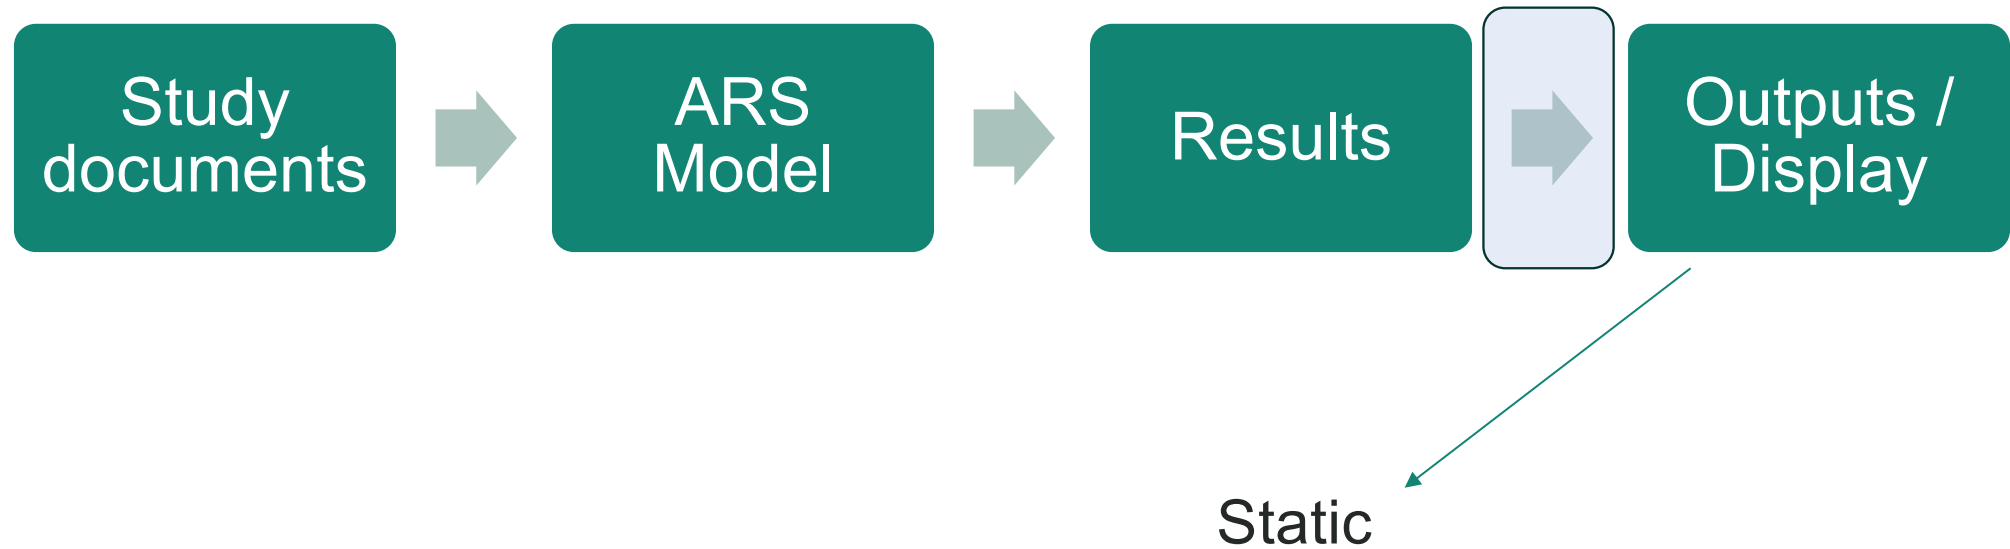 Study
documents
ARS
Model
Results
Outputs /
Display
Static